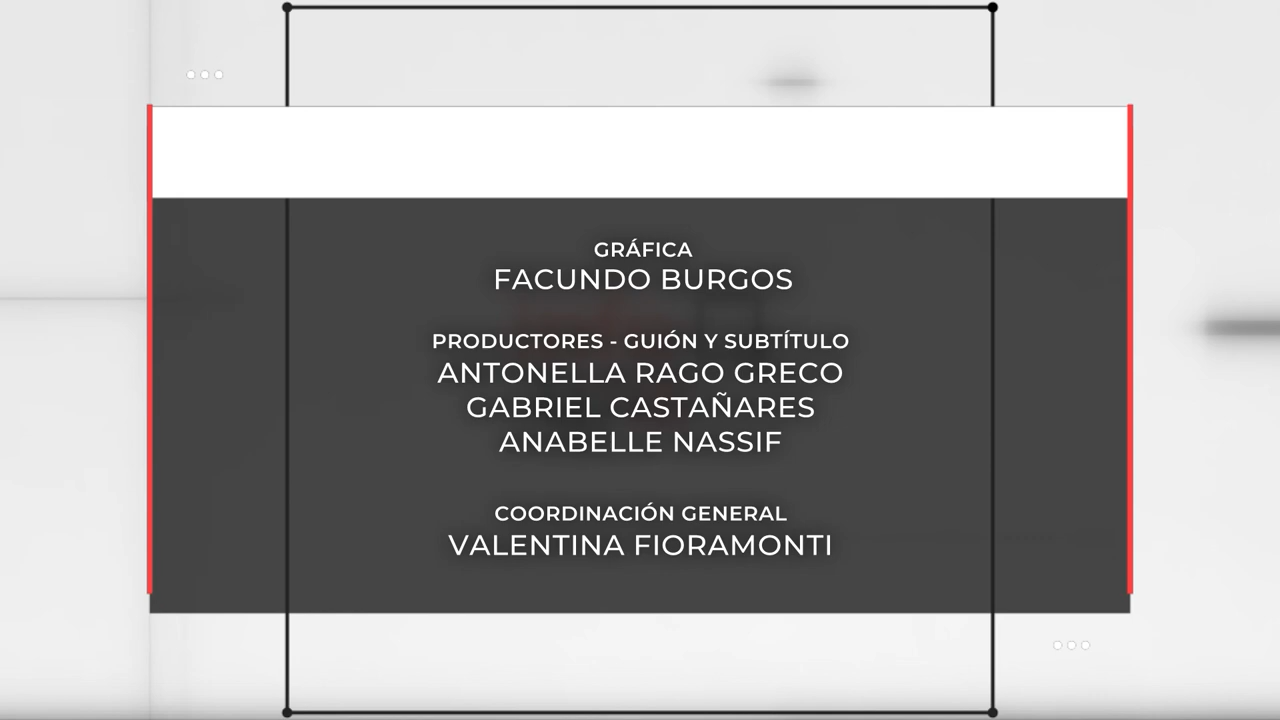 GRÁFICA
FACUNDO BURGOS
PRODUCTORES - GUIÓN Y SUBTÍTULO
ANTONELLA RAGO GRECO
GABRIEL CASTAÑARES
ANABELLE NASSIF
COORDINACIÓN GENERAL
VALENTINA FIORAMONTI